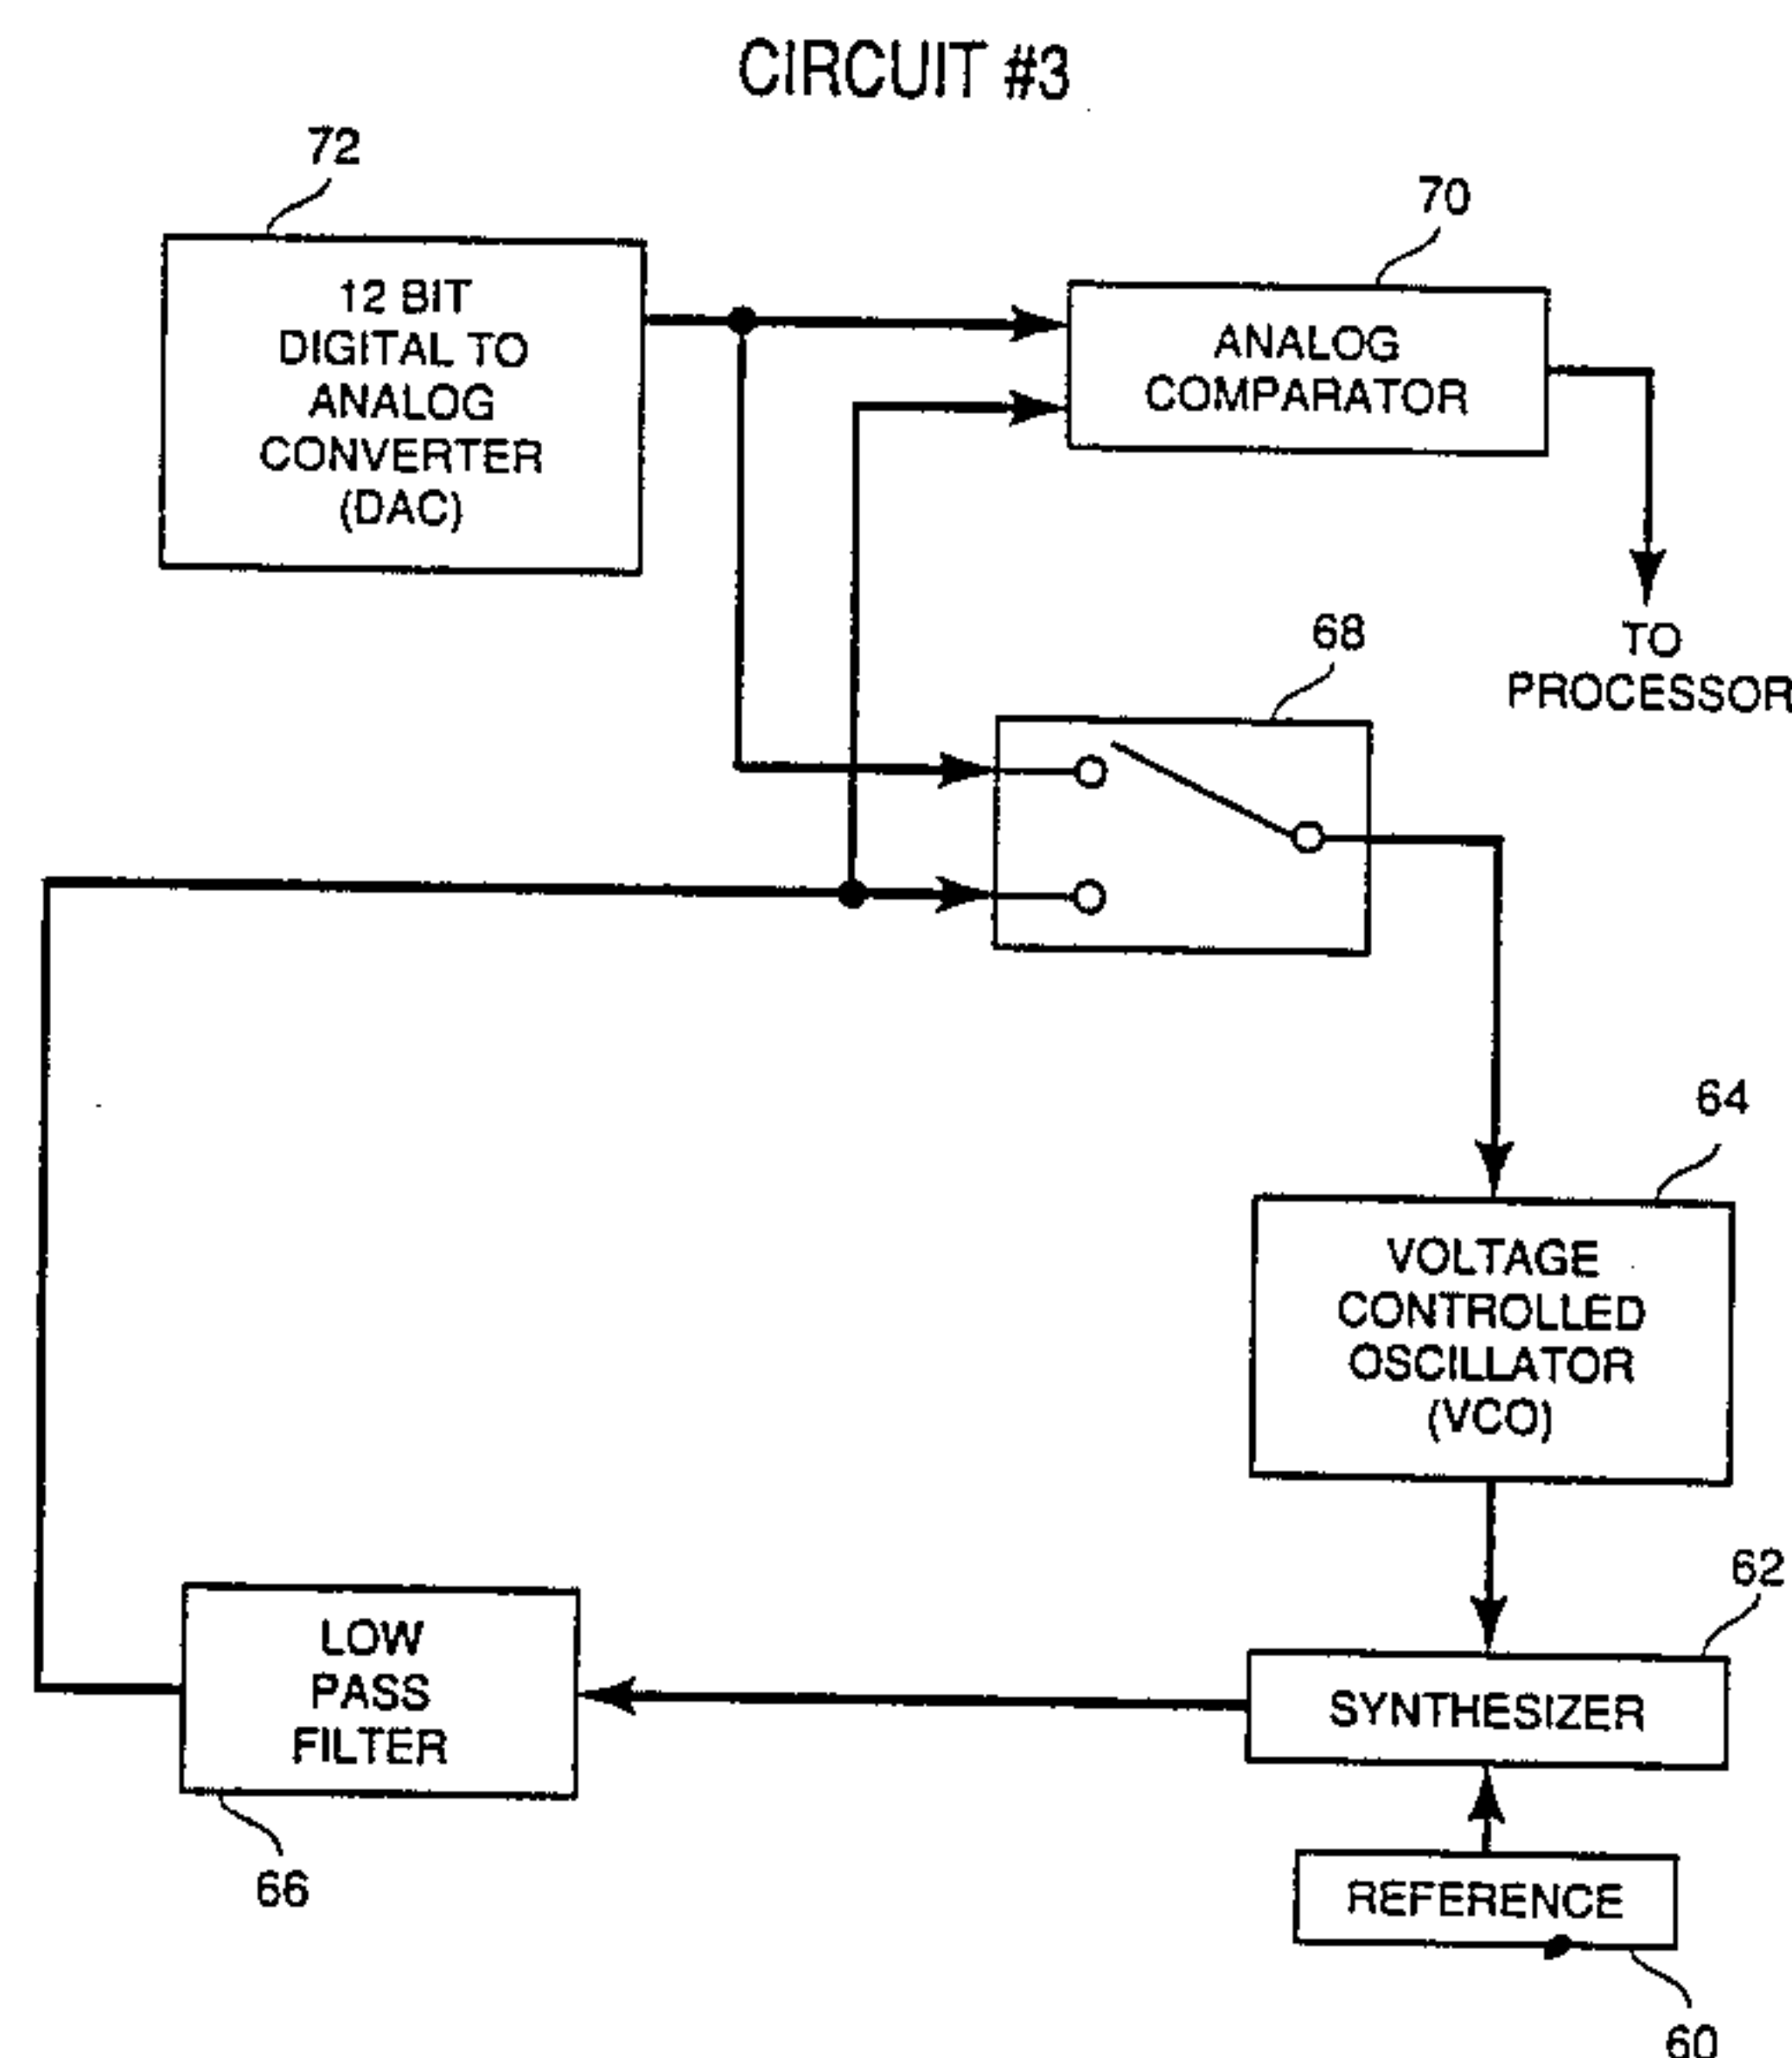 CIRCUIT #3
72
12 BIT
DIGITAL TO
ANALOG
CONVERTER
(DAC)
70
ANALOG
COMPARATOR
TO
PROCESSOR
68
64
VOLTAGE
CONTROLLED
OSCILLATOR
(VCO)
62
SYNTHESIZER
LOW
PASS
FILTER
66
REFERENCE
60